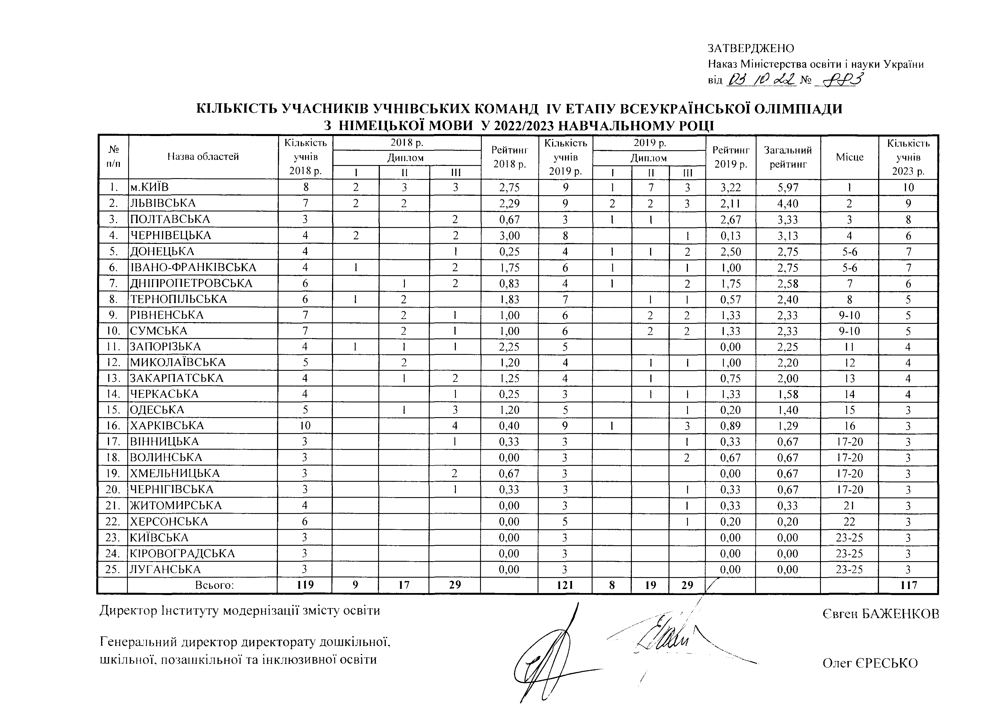 ЗАТВЕРДЖЕНО
Наказ Міністерства освіти і науки України
від 03 10 22 № 883
КІЛЬКІСТЬ УЧАСНИКІВ УЧНІВСЬКИХ КОМАНД ІV ЕТАПУ ВСЕУКРАЇНСЬКОЇ ОЛІМПІАДИ
З НІМЕЦЬКОЇ МОВИ У 2022/2023 НАВЧАЛЬНОМУ РОЦІ
№ п/п Назва областей Кількість учнів 2018 р. 2018 р. Диплом I II III Рейтинг 2018 р. Кількість учнів 2019 р. 2019 р. Диплом I II III Рейтинг 2019 р. Загальний рейтинг Місце Кількість учнів 2023 р.
1. м.КИЇВ 8 2 3 3 2,75 9 1 7 3 3,22 5,97 1 10
2. ЛЬВІВСЬКА 7 2 2 2,29 9 2 2 3 2,11 4,40 2 9
3. ПОЛТАВСЬКА 3 2 0,67 3 1 1 2,67 3,33 3 8
4. ЧЕРНІВЕЦЬКА 4 2 2 3,00 8 1 0,13 3,13 4 6
5. ДОНЕЦЬКА 4 1 0,25 4 1 1 2 2,50 2,75 5-6 7
6. ІВАНО-ФРАНКІВСЬКА 4 1 2 1,75 6 1 1 1,00 2,75 5-6 7
7. ДНІПРОПЕТРОВСЬКА 6 1 2 0,83 4 1 2 1,75 2,58 7 6
8. ТЕРНОПІЛЬСЬКА 6 1 2 1,83 7 1 1 0,57 2,40 8 5
9. РІВНЕНСЬКА 7 2 1 1,00 6 2 2 1,33 2,33 9-10 5
10. СУМСЬКА 7 2 1 1,00 6 2 2 1,33 2,33 9-10 5
11. ЗАПОРІЗЬКА 4 1 1 1 2,25 5 0,00 2,25 11 4
12. МИКОЛАЇВСЬКА 5 2 1,20 4 1 1 1,00 2,20 12 4
13. ЗАКАРПАТСЬКА 4 1 2 1,25 4 1 0,75 2,00 13 4
14. ЧЕРКАСЬКА 4 1 0,25 3 1 1 1,33 1,58 14 4
15. ОДЕСЬКА 5 1 3 1,20 5 1 0,20 1,40 15 3
16. ХАРКІВСЬКА 10 4 0,40 9 1 3 0,89 1,29 16 3
17. ВІННИЦЬКА 3 1 0,33 3 1 0,33 0,67 17-20 3
18. ВОЛИНСЬКА 3 0,00 3 2 0,67 0,67 17-20 3
19. ХМЕЛЬНИЦЬКА 3 2 0,67 3 0,00 0,67 17-20 3
20. ЧЕРНІГІВСЬКА 3 1 0,33 3 1 0,33 0,67 17-20 3
21. ЖИТОМИРСЬКА 4 0,00 3 1 0,33 0,33 21 3
22. ХЕРСОНСЬКА 6 0,00 5 1 0,20 0,20 22 3
23. КИЇВСЬКА 3 0,00 3 0,00 0,00 23-25 3
24. КІРОВОГРАДСЬКА 3 0,00 3 0,00 0,00 23-25 3
25. ЛУГАНСЬКА 3 0,00 3 0,00 0,00 23-25 3
Всього: 119 9 17 29 121 8 19 29 117
Директор Інституту модернізації змісту освіти Євген БАЖЕНКОВ
Генеральний директор директорату дошкільної,
шкільної, позашкільної та інклюзивної освіти Олег ЄРЕСЬКО